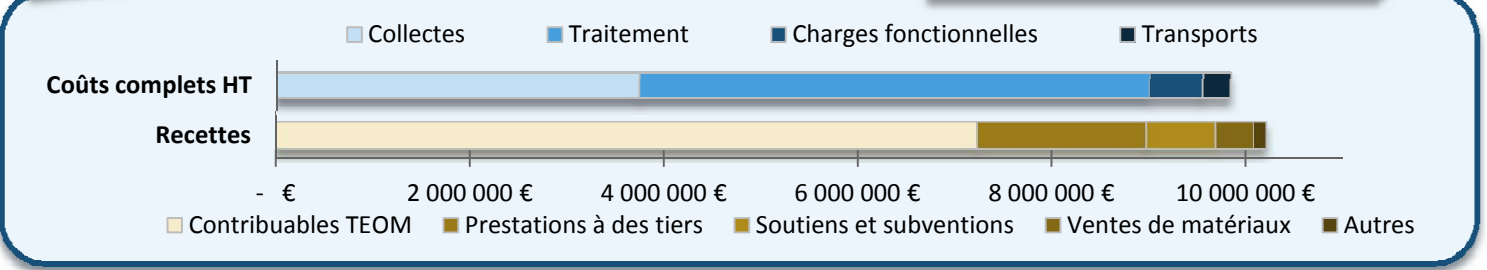 Collectes Traitement Charges fonctionnelles Transports
Coûts complets HT
Recettes
- € 2 000 000 € 4 000 000 € 6 000 000 € 8 000 000 € 10 000 000 €
Contribuables TEOM Prestations à des tiers Soutiens et subventions Ventes de matériaux Autres